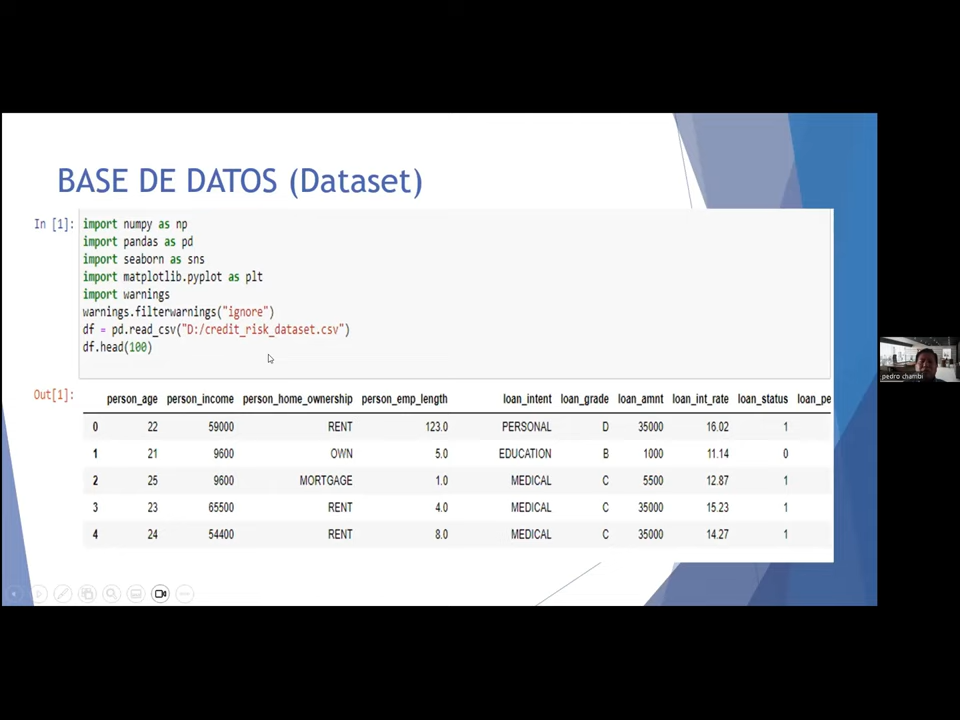 BASE DE DATOS (Dataset)
In [1]: import numpy as np
import pandas as pd
import seaborn as sns
import matplotlib.pyplot as plt
import warnings
warnings.filterwarnings("ignore")
df = pd.read_csv("D:/credit_risk_dataset.csv")
df.head(100)
pedro chambi
Out[1]:
person_age person_income person_home_ownership person_emp_length loan_intent loan_grade loan_amnt loan_int_rate loan_status loan_pe
0 22 59000 RENT 123.0 PERSONAL D 35000 16.02 1
1 21 9600 OWN 5.0 EDUCATION B 1000 11.14 0
2 25 9600 MORTGAGE 1.0 MEDICAL C 5500 12.87 1
3 23 65500 RENT 4.0 MEDICAL C 35000 15.23 1
4 24 54400 RENT 8.0 MEDICAL C 35000 14.27 1